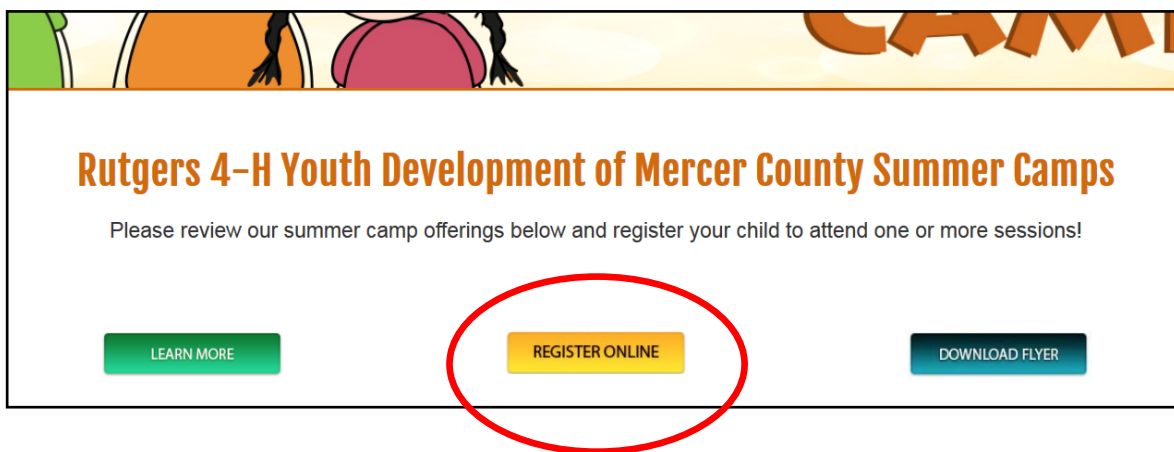 CAMP
Rutgers 4-H Youth Development of Mercer County Summer Camps
Please review our summer camp offerings below and register your child to attend one or more sessions!
LEARN MORE
REGISTER ONLINE
DOWNLOAD FLYER